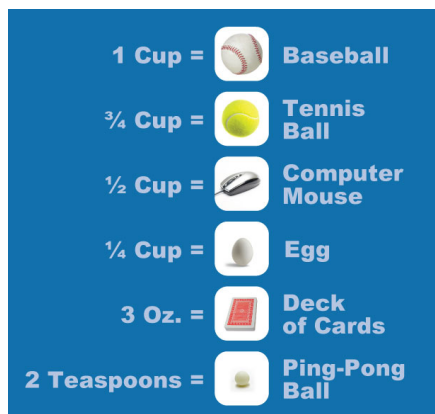 1 Cup = Baseball
¾ Cup = Tennis
Ball
½ Cup = Computer
Mouse
¼ Cup = Egg
3 Oz. = Deck
of Cards
2 Teaspoons = Ping-Pong
Ball